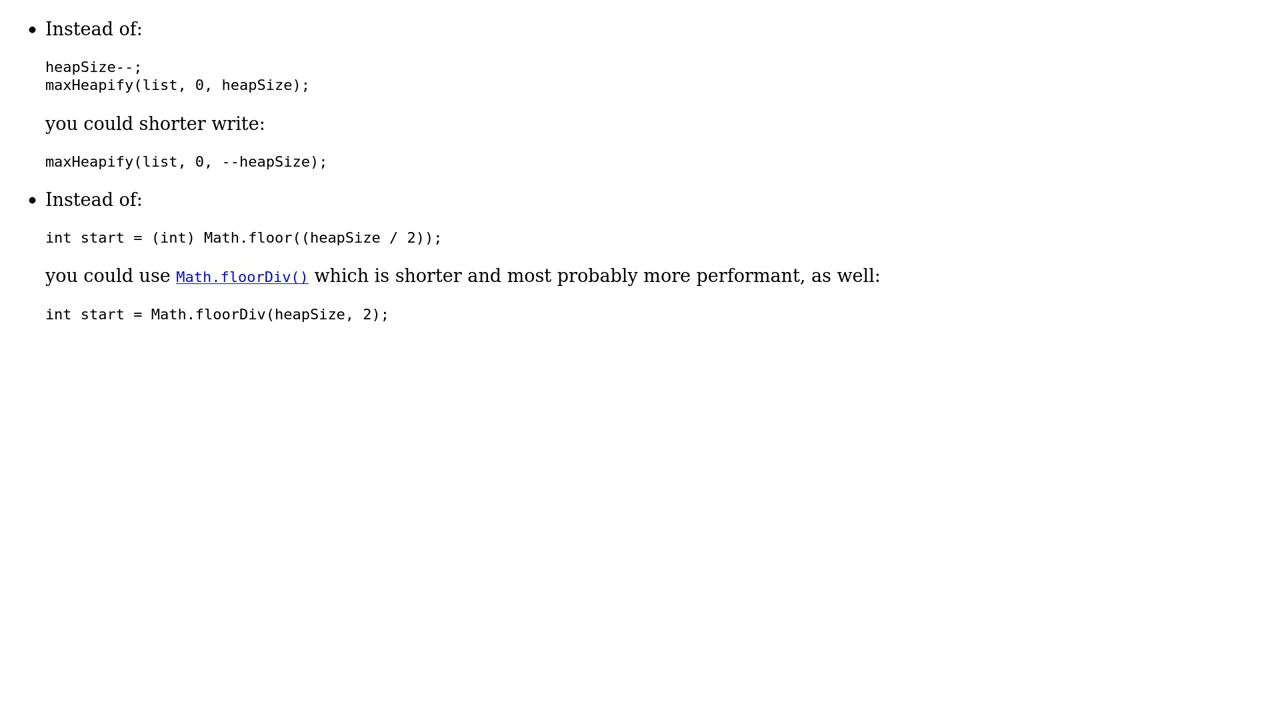 Instead of:
heapSize--;
maxHeapify(list, 0, heapSize);
you could shorter write:
maxHeapify(list, 0, --heapSize);
Instead of:
int start = (int) Math.floor((heapSize / 2));
you could use Math.floorDiv() which is shorter and most probably more performant, as well:
int start = Math.floorDiv(heapSize, 2);